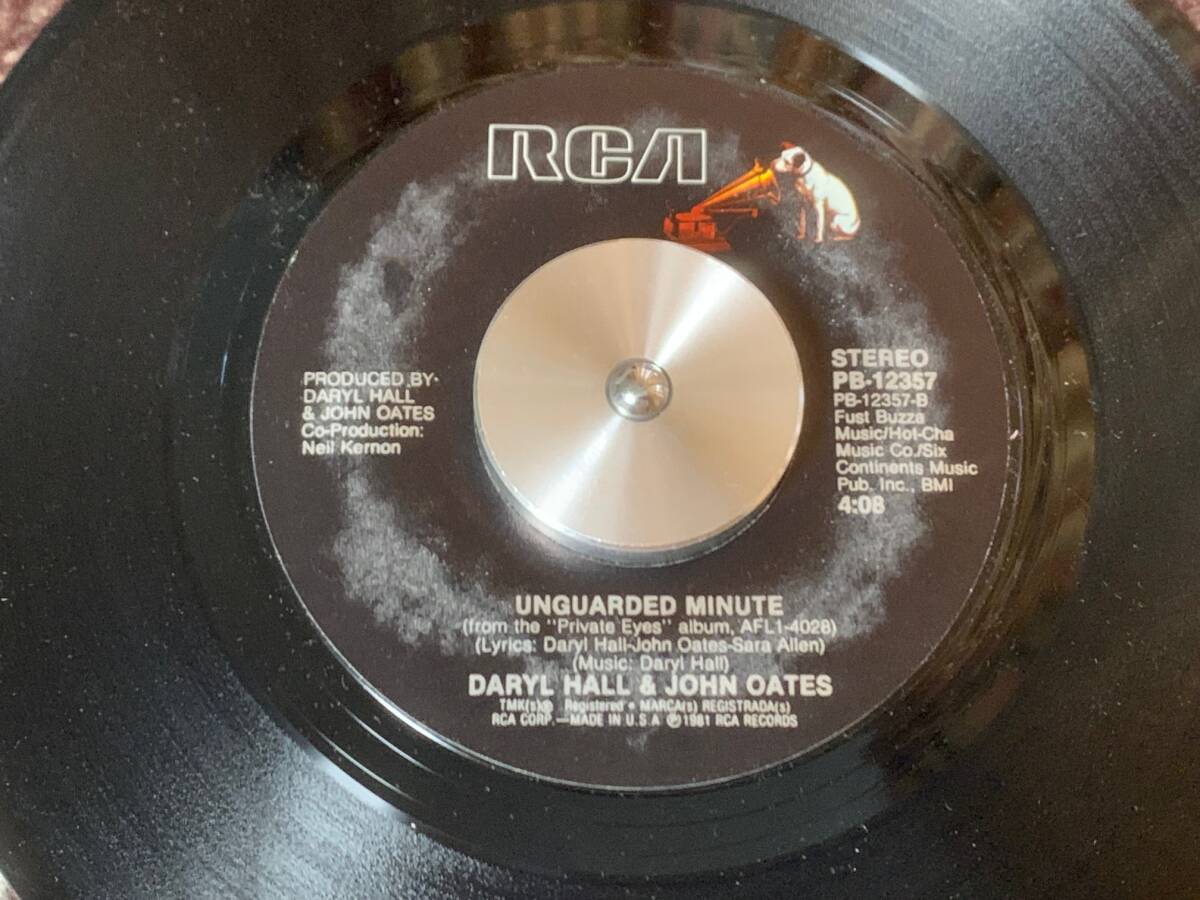 RCA
PRODUCED BY:
DARYL HALL
& JOHN OATES
Co-Production:
Neil Kernon
STEREO
PB-12357
PB-12357-B
Fust Buzza
Music/Hot-Cha
Music Co./Six
Continents Music
Pub. Inc., BMI
4:08
UNGUARDED MINUTE
(from the "Private Eyes" album, AFL1-4028)
(Lyrics: Daryl Hall-John Oates-Sara Allen)
(Music: Daryl Hall)
DARYL HALL & JOHN OATES
TMK(s) ® Registered • MARCA(s) REGISTRADA(s)
RCA CORP.—MADE IN U.S.A ℗ 1981 RCA RECORDS